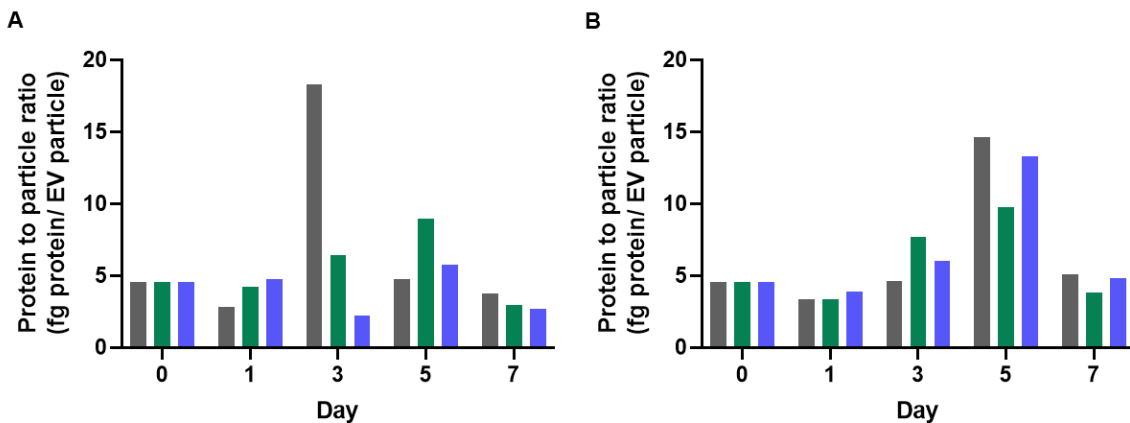 A
Protein to particle ratio
(fg protein/ EV particle)
20
15
10
5
0
0 1 3 5 7
Day
B
Protein to particle ratio
(fg protein/ EV particle)
20
15
10
5
0
0 1 3 5 7
Day